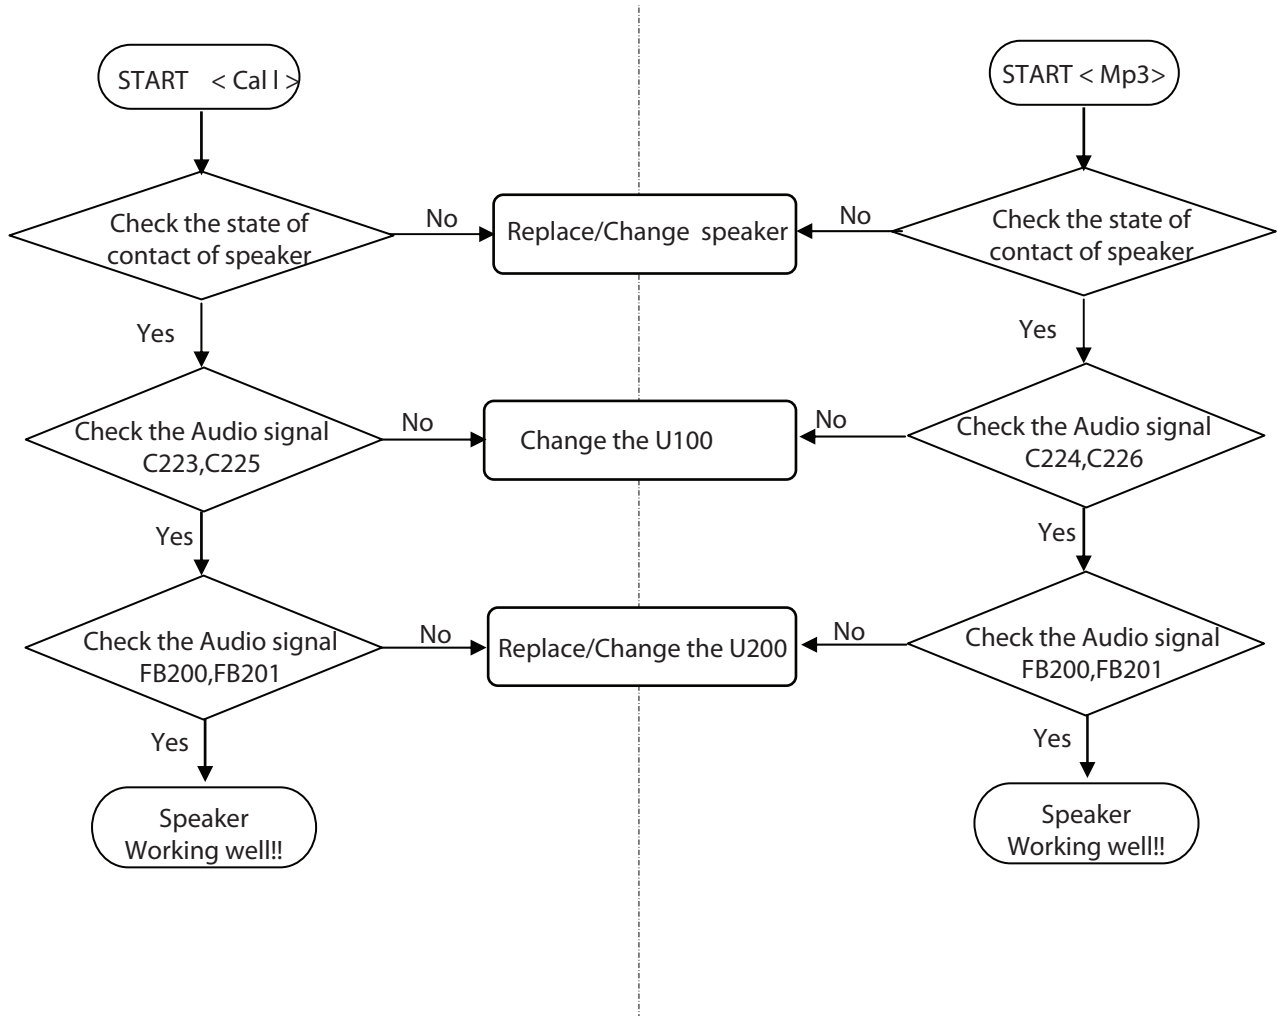 START < Cal l >
START < Mp3>
Check the state of
contact of speaker
No
Replace/Change speaker
No
Check the state of
contact of speaker
Yes
Yes
Check the Audio signal
C223,C225
No
Change the U100
No
Check the Audio signal
C224,C226
Yes
Yes
Check the Audio signal
FB200,FB201
No
Replace/Change the U200
No
Check the Audio signal
FB200,FB201
Yes
Yes
Speaker
Working well!!
Speaker
Working well!!